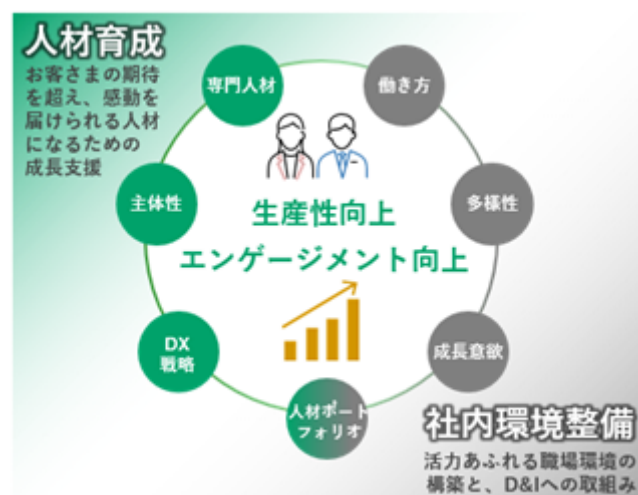 人材育成
お客さまの期待
を超え、感動を
届けられる人材
になるための
成長支援
専門人材
働き方
主体性
多様性
生産性向上
エンゲージメント向上
DX
戦略
成長意欲
人材ポート
フォリオ
社内環境整備
活力あふれる職場環境の
構築と、D&Iへの取組み